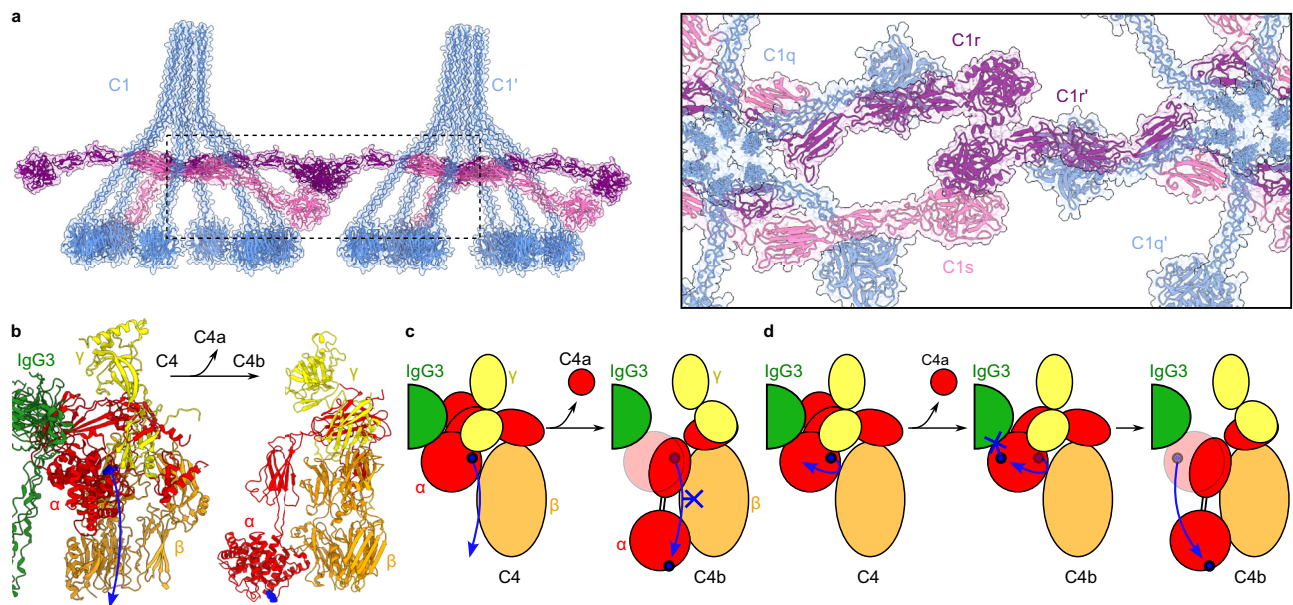 a
C1
C1'
C1r
C1q
C1r'
C1q'
C1s
b
IgG3
γ
C4
C4a
C4b
γ
α
β
α
β
c
IgG3
γ
C4a
IgG3
γ
α
β
α
C4
C4b
d
IgG3
C4a
IgG3
IgG3
C4
C4b
C4b